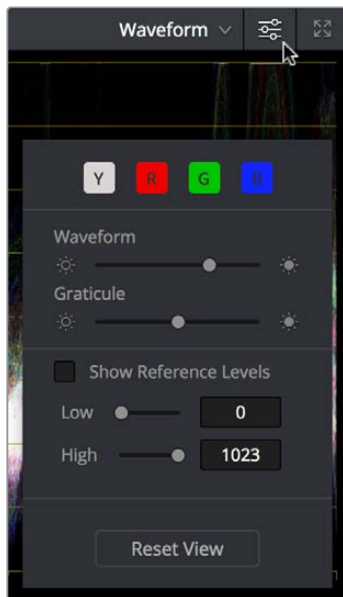 Waveform
Y R G B
Waveform
Graticule
Show Reference Levels
Low 0
High 1023
Reset View